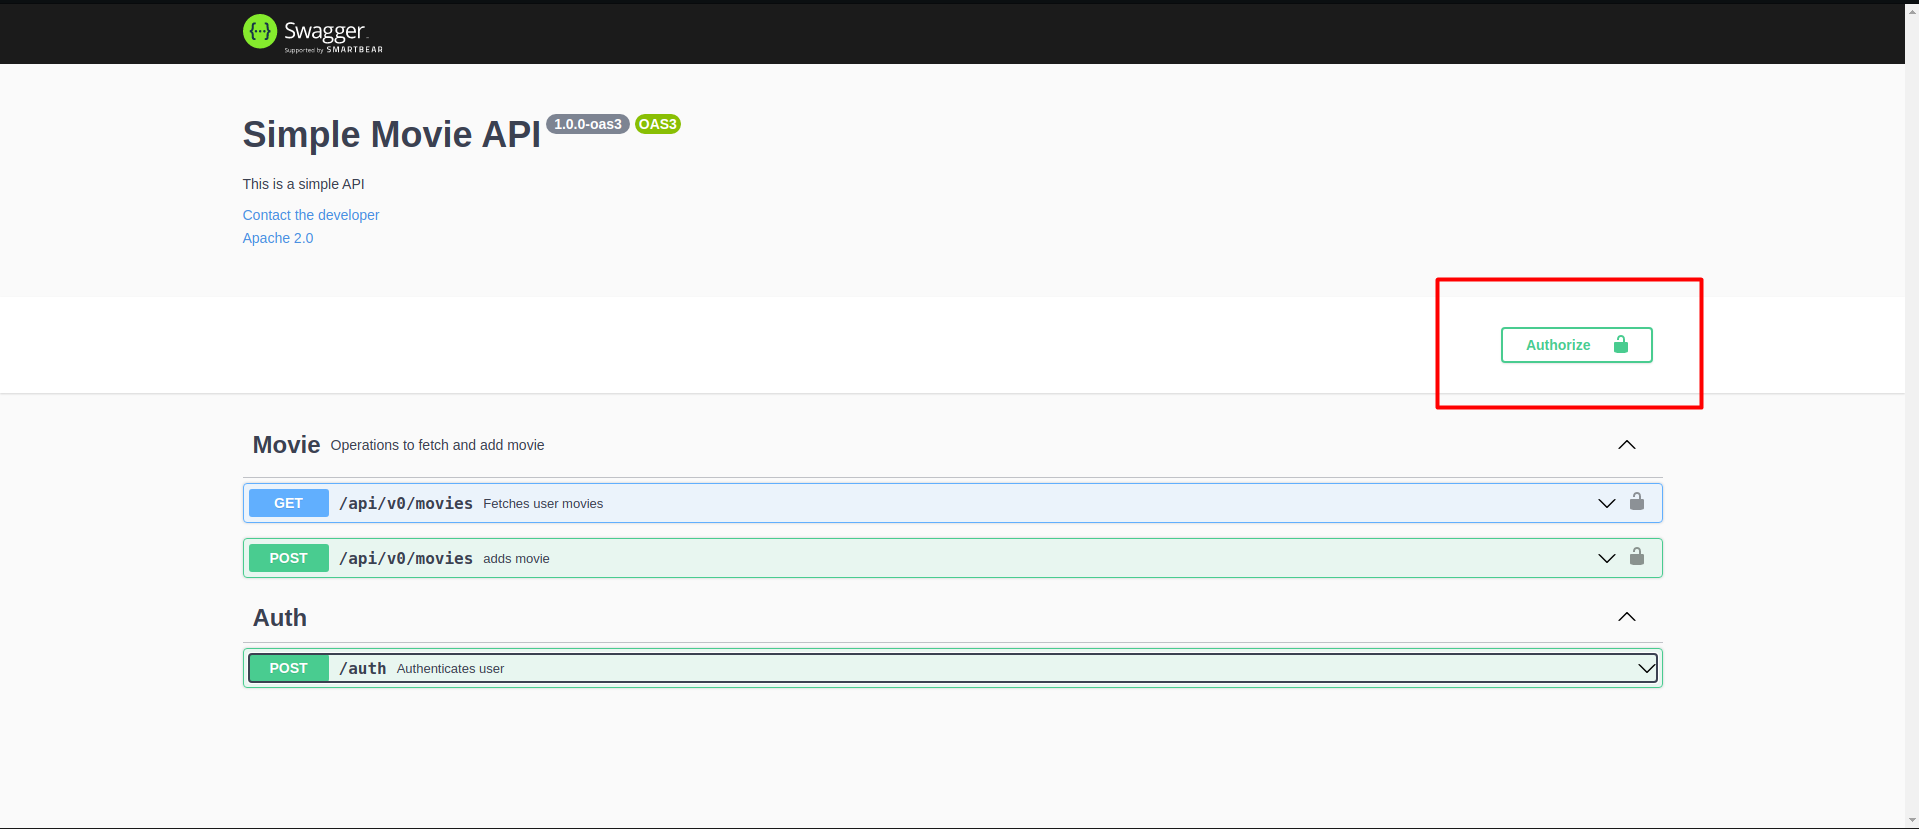 Swagger
Supported by SMARTBEAR
Simple Movie API 1.0.0-oas3 OAS3
This is a simple API
Contact the developer
Apache 2.0
Authorize
Movie Operations to fetch and add movie
GET /api/v0/movies Fetches user movies
POST /api/v0/movies adds movie
Auth
POST /auth Authenticates user